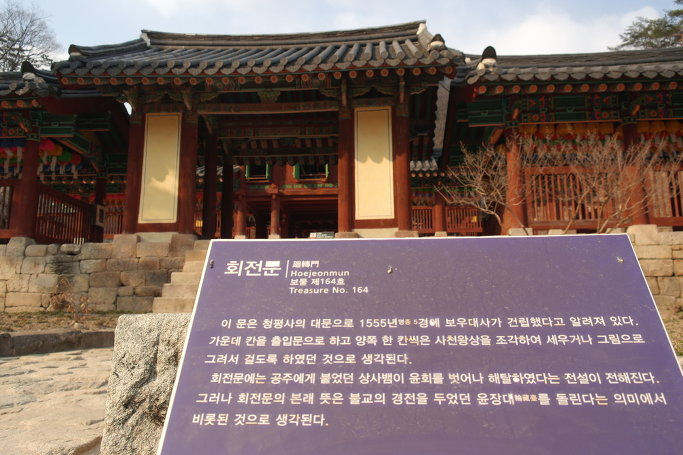 회전문 廻轉門
Hoejeonmun
보물 제164호
Treasure No. 164
이 문은 청평사의 대문으로 1555년명종 5경에 보우대사가 건립했다고 알려져 있다.
가운데 칸을 출입문으로 하고 양쪽 한 칸씩은 사천왕상을 조각하여 세우거나 그림으로
그려서 걸도록 하였던 것으로 생각된다.
회전문에는 공주에게 붙었던 상사뱀이 윤회를 벗어나 해탈하였다는 전설이 전해진다.
그러나 회전문의 본래 뜻은 불교의 경전을 두었던 윤장대輪藏臺를 돌린다는 의미에서
비롯된 것으로 생각된다.